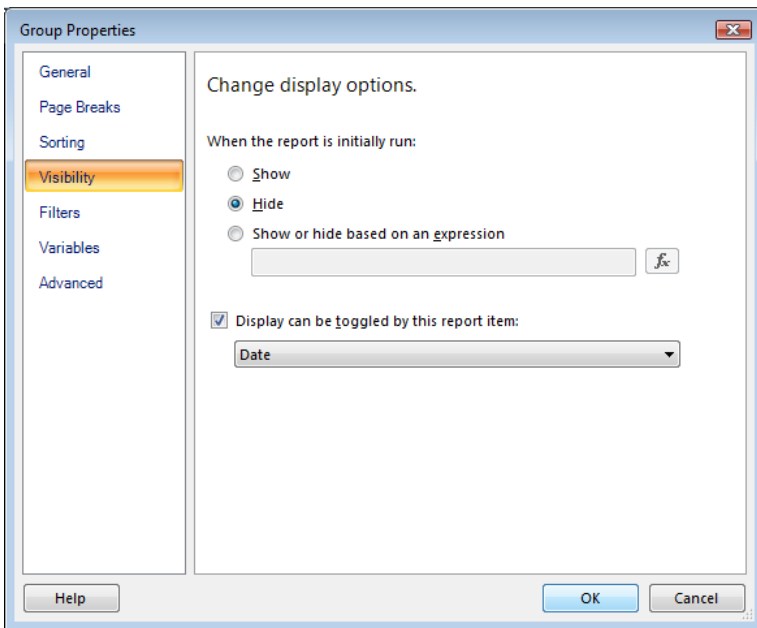 Group Properties
General
Page Breaks
Sorting
Visibility
Filters
Variables
Advanced
Change display options.
When the report is initially run:
Show
Hide
Show or hide based on an expression
fx
Display can be toggled by this report item:
Date
Help
OK
Cancel